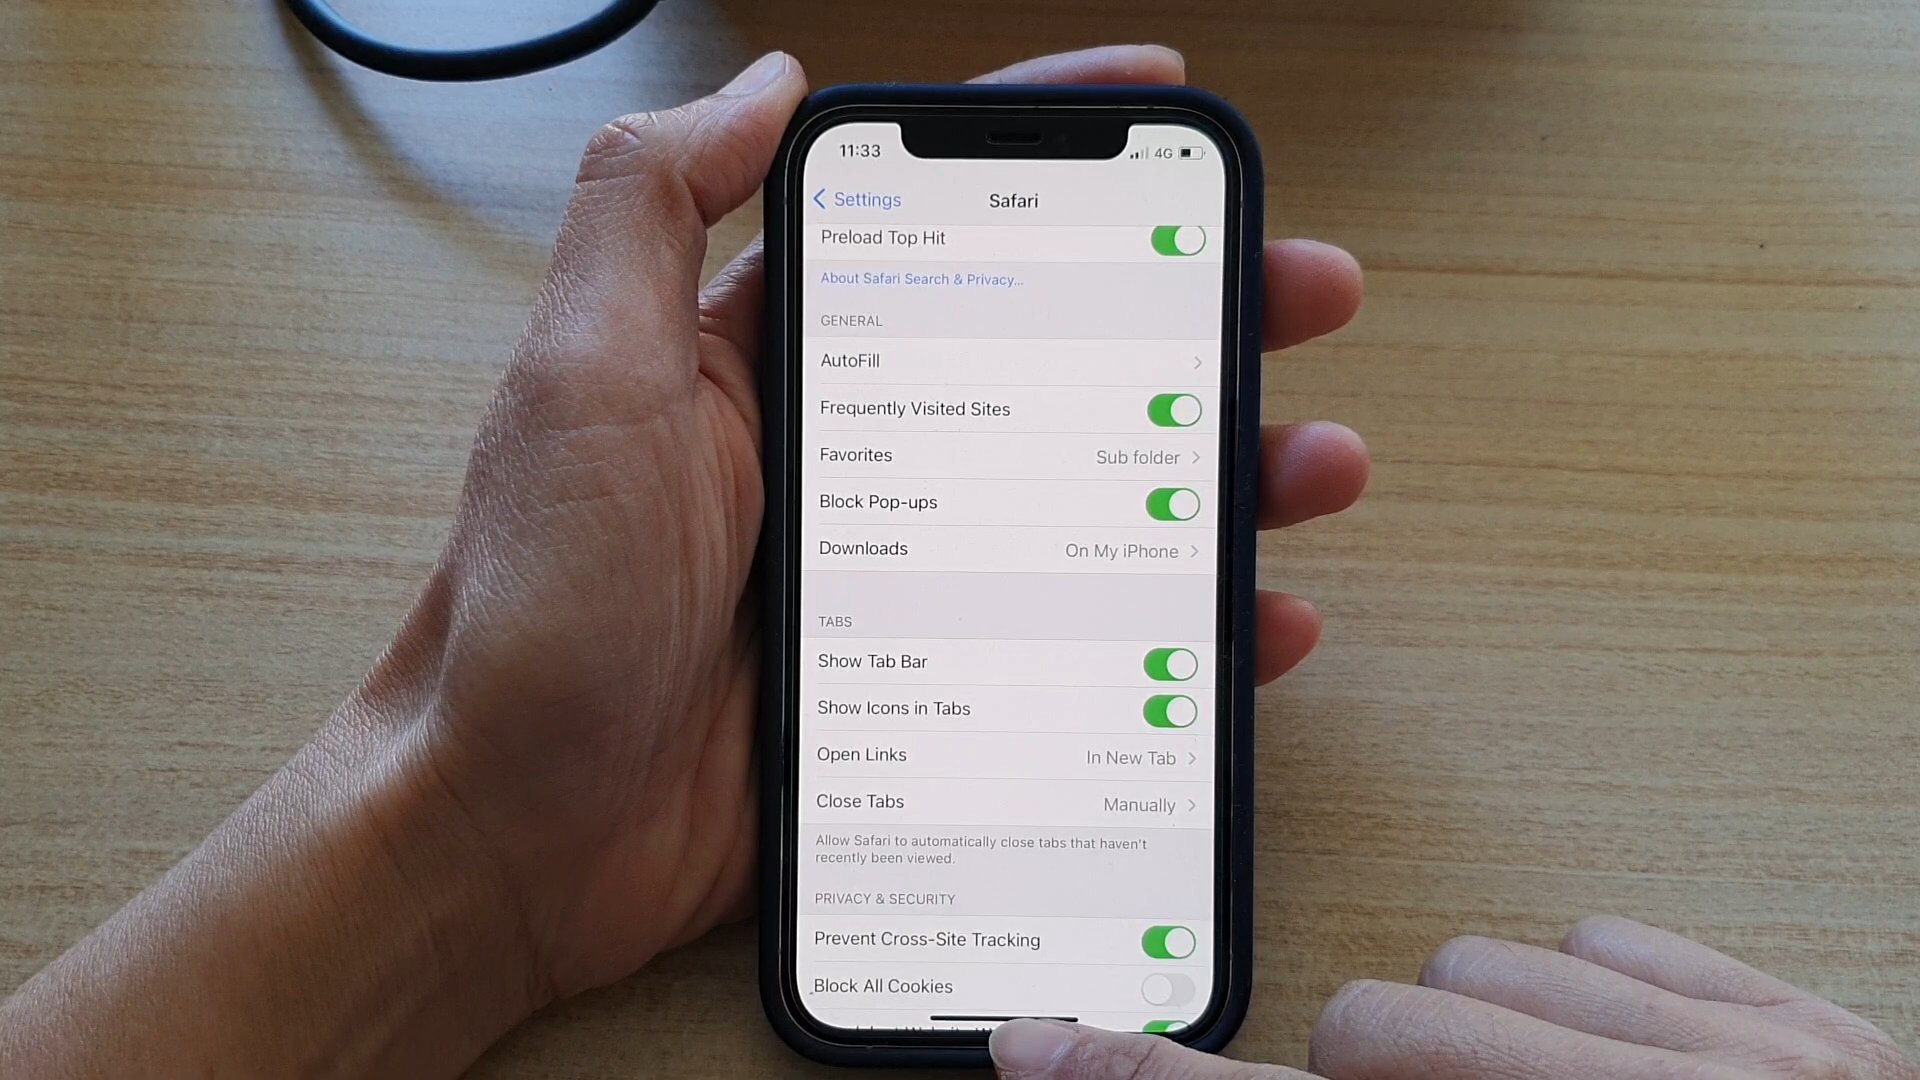 11:33
4G
Settings
Safari
Preload Top Hit
About Safari Search & Privacy...
GENERAL
AutoFill
Frequently Visited Sites
Favorites
Sub folder
Block Pop-ups
Downloads
On My iPhone
TABS
Show Tab Bar
Show Icons in Tabs
Open Links
In New Tab
Close Tabs
Manually
Allow Safari to automatically close tabs that haven't
recently been viewed.
PRIVACY & SECURITY
Prevent Cross-Site Tracking
Block All Cookies